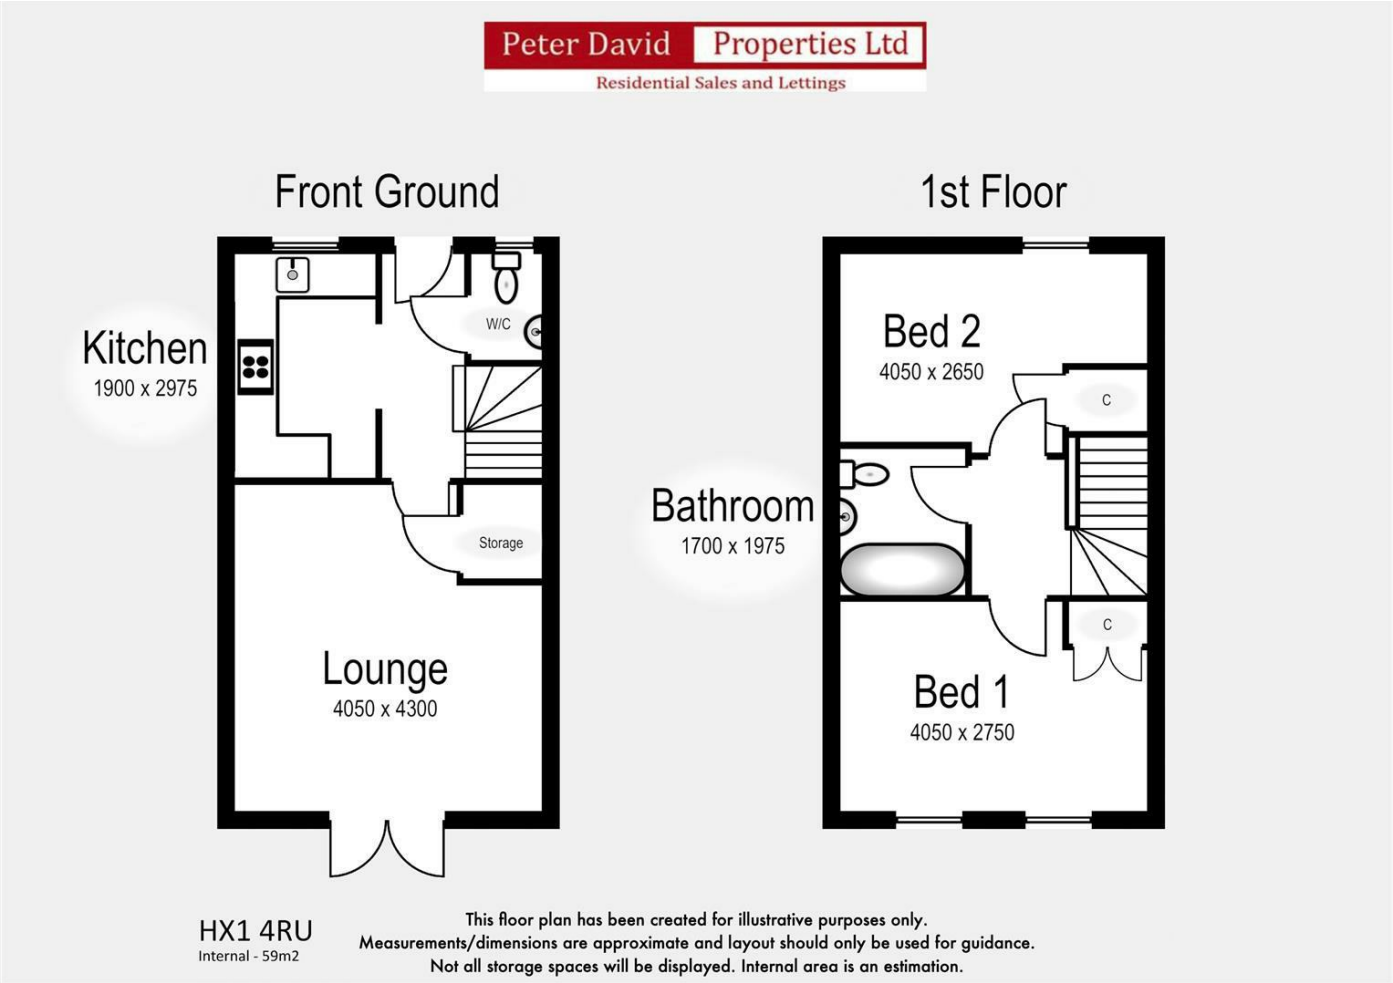 Peter David Properties Ltd
Residential Sales and Lettings
Front Ground
1st Floor
Kitchen
1900 x 2975
W/C
Storage
Lounge
4050 x 4300
Bed 2
4050 x 2650
C
Bathroom
1700 x 1975
C
Bed 1
4050 x 2750
HX1 4RU
Internal - 59m2
This floor plan has been created for illustrative purposes only.
Measurements/dimensions are approximate and layout should only be used for guidance.
Not all storage spaces will be displayed. Internal area is an estimation.